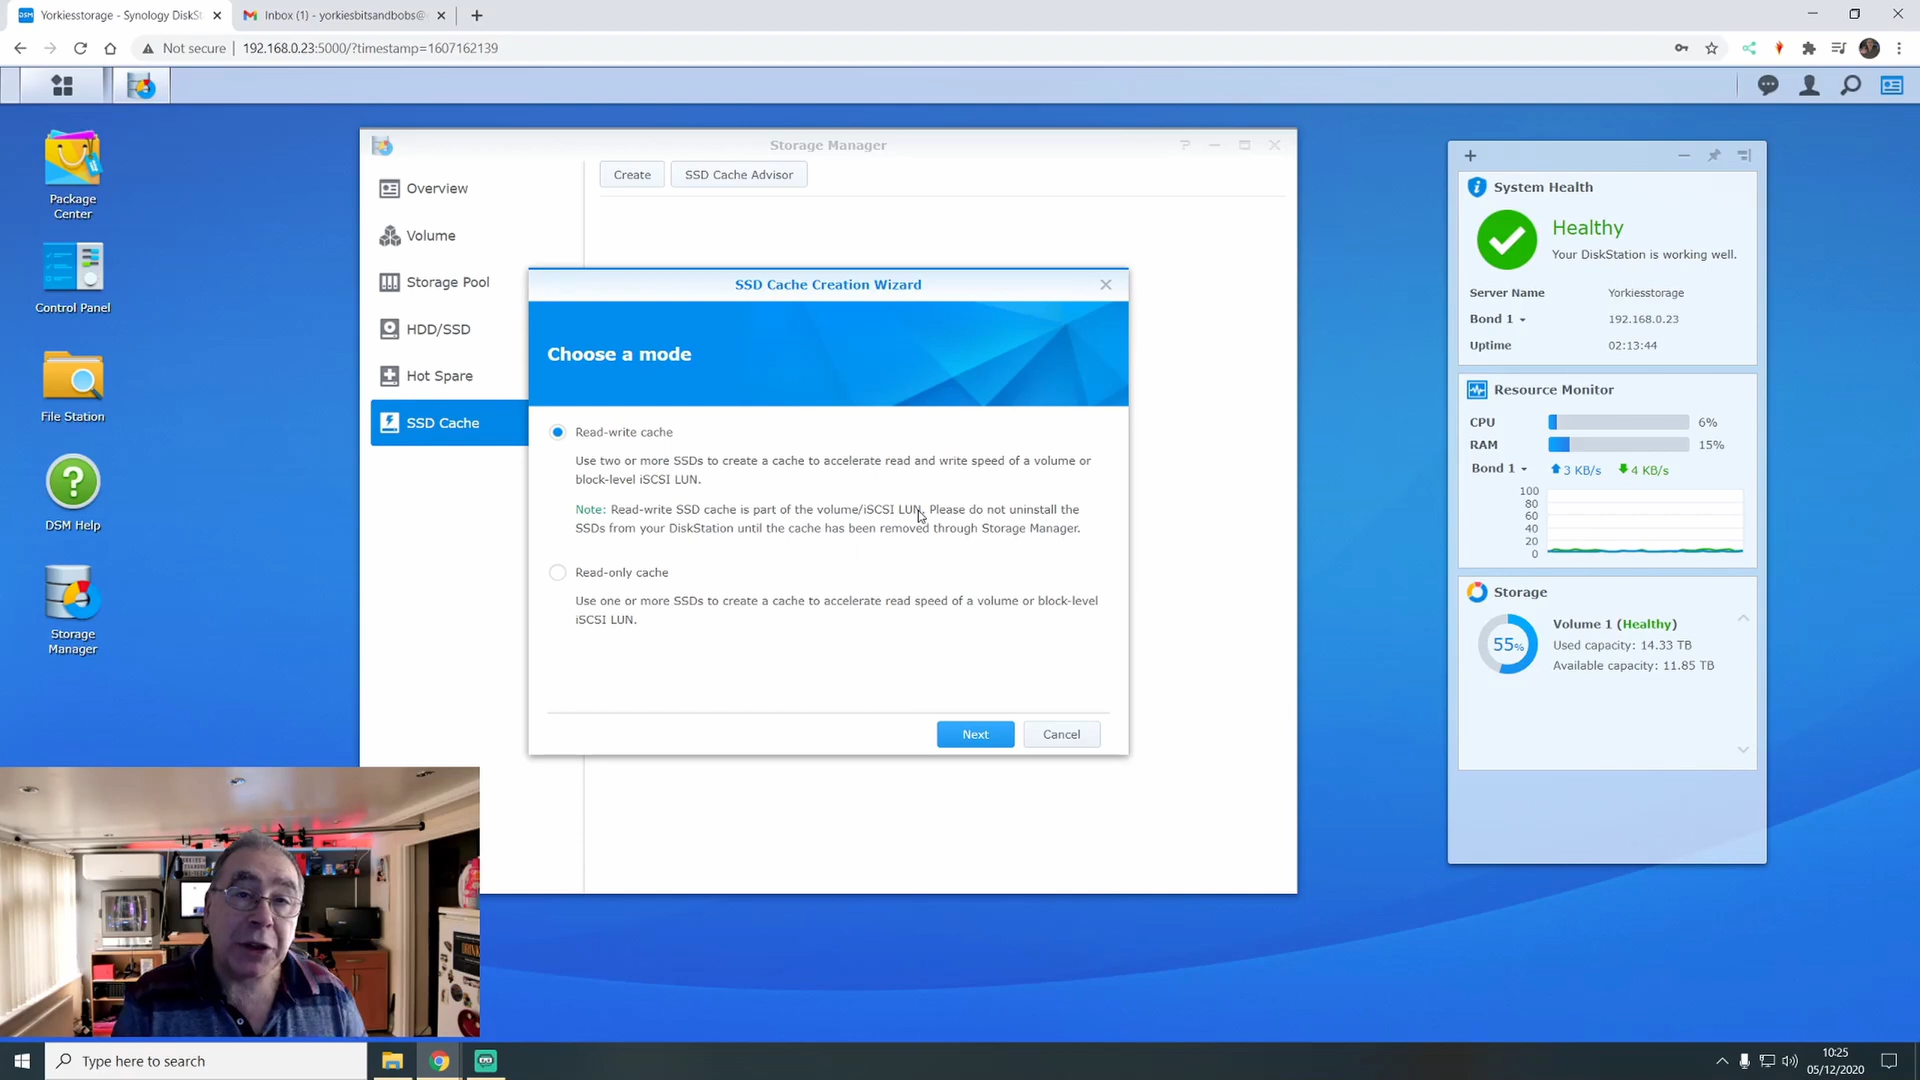 Yorkiesstorage - Synology DiskSt
Inbox (1) - yorkiesbitsandbobs@
Not secure
192.168.0.23:5000/?timestamp=1607162139
Package
Center
Control Panel
File Station
DSM Help
Storage
Manager
Storage Manager
Overview
Volume
Storage Pool
HDD/SSD
Hot Spare
SSD Cache
Create
SSD Cache Advisor
SSD Cache Creation Wizard
Choose a mode
Read-write cache
Use two or more SSDs to create a cache to accelerate read and write speed of a volume or
block-level iSCSI LUN.
Note: Read-write SSD cache is part of the volume/iSCSI LUN. Please do not uninstall the
SSDs from your DiskStation until the cache has been removed through Storage Manager.
Read-only cache
Use one or more SSDs to create a cache to accelerate read speed of a volume or block-level
iSCSI LUN.
Next
Cancel
System Health
Healthy
Your DiskStation is working well.
Server Name Yorkiesstorage
Bond 1 192.168.0.23
Uptime 02:13:44
Resource Monitor
CPU 6%
RAM 15%
Bond 1 3 KB/s 4 KB/s
100
80
60
40
20
0
Storage
55%
Volume 1 (Healthy)
Used capacity: 14.33 TB
Available capacity: 11.85 TB
Type here to search
10:25
05/12/2020